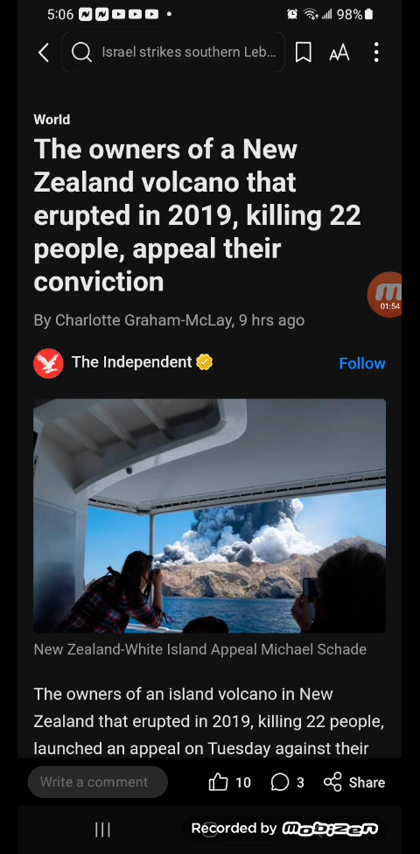 5:06
98%
Israel strikes southern Leb...
AA
World
The owners of a New
Zealand volcano that
erupted in 2019, killing 22
people, appeal their
conviction
01:54
By Charlotte Graham-McLay, 9 hrs ago
The Independent
Follow
New Zealand-White Island Appeal Michael Schade
The owners of an island volcano in New
Zealand that erupted in 2019, killing 22 people,
launched an appeal on Tuesday against their
Write a comment
10
3
Share
Recorded by mobizen